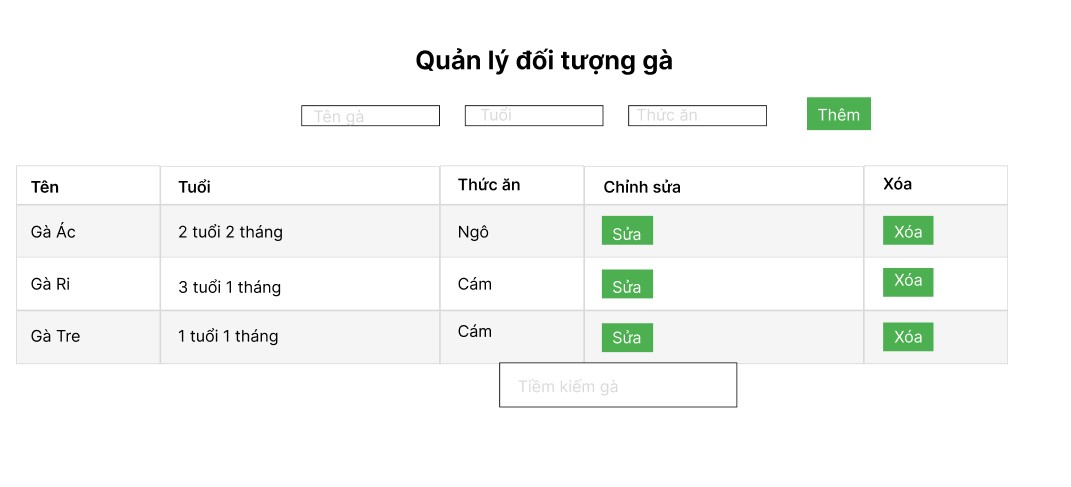 Quản lý đối tượng gà
Tên gà Tuổi Thức ăn Thêm
Tên Tuổi Thức ăn Chỉnh sửa Xóa
Gà Ác 2 tuổi 2 tháng Ngô Sửa Xóa
Gà Ri 3 tuổi 1 tháng Cám Sửa Xóa
Gà Tre 1 tuổi 1 tháng Cám Sửa Xóa
Tiềm kiếm gà